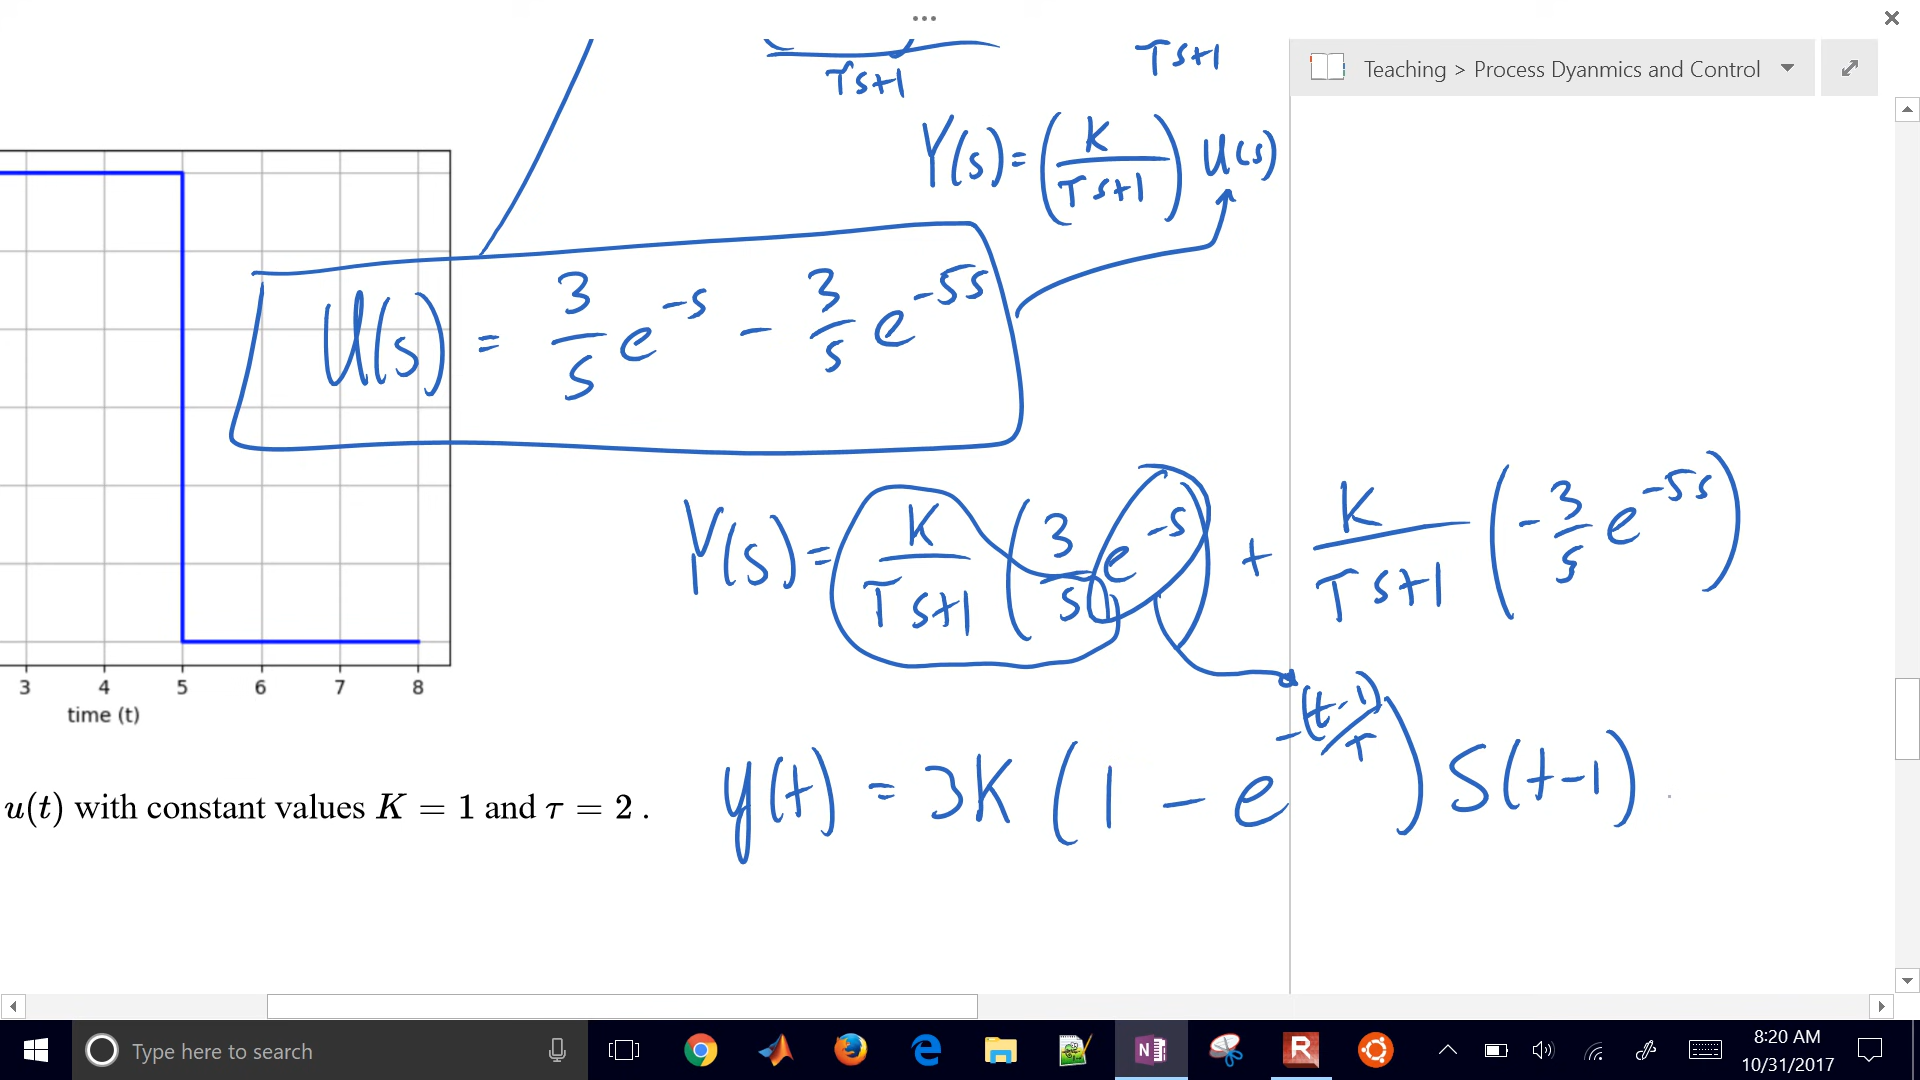 ...
Teaching > Process Dyanmics and Control
τs+1
τs+1
Y(s) = (K/(τs+1)) U(s)
U(s) = 3/s e^-s - 3/s e^-5s
Y(s) = K/(τs+1) (3/s e^-s) + K/(τs+1) (-3/s e^-5s)
3 4 5 6 7 8
time (t)
y(t) = 3K (1 - e^-(t-1)/τ) S(t-1)
u(t) with constant values K = 1 and τ = 2 .
Type here to search
8:20 AM
10/31/2017